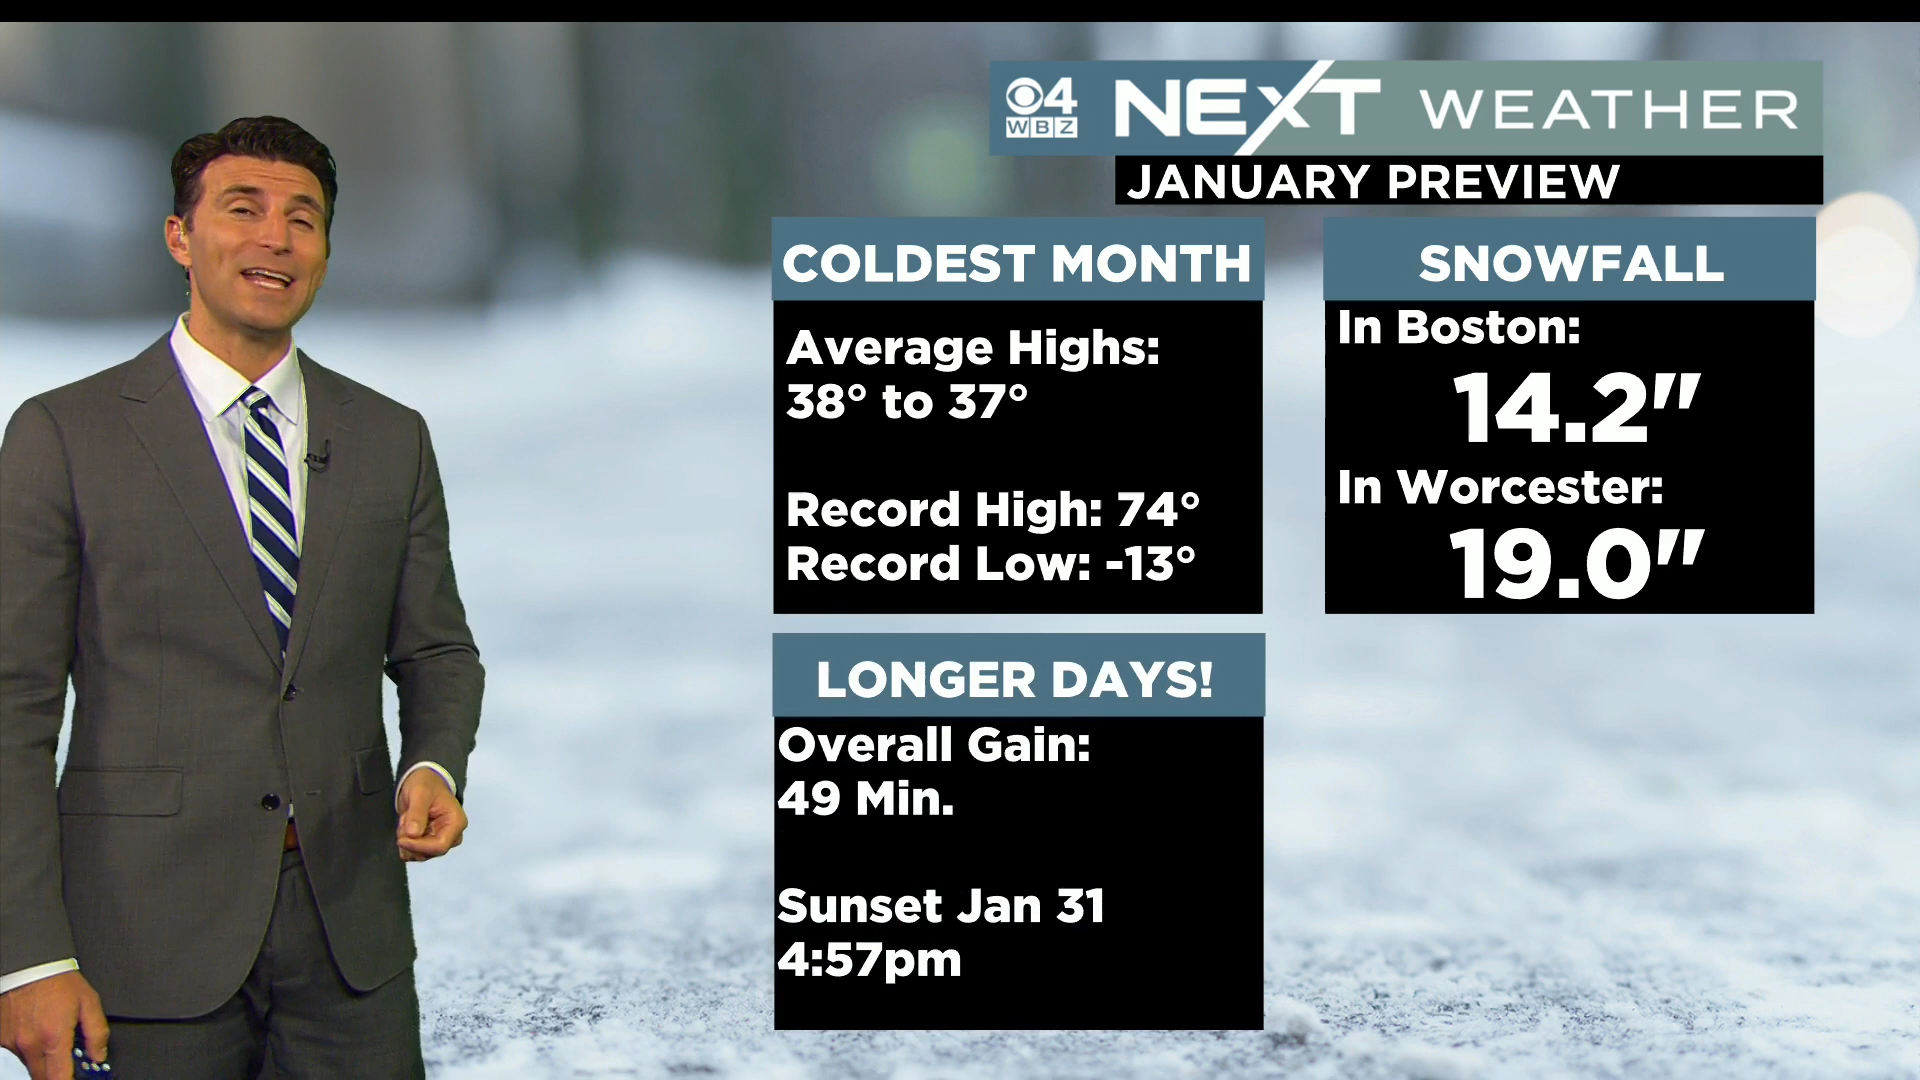 4
WBZ
NEXT WEATHER
JANUARY PREVIEW
COLDEST MONTH
Average Highs:
38° to 37°
Record High: 74°
Record Low: -13°
SNOWFALL
In Boston:
14.2"
In Worcester:
19.0"
LONGER DAYS!
Overall Gain:
49 Min.
Sunset Jan 31
4:57pm